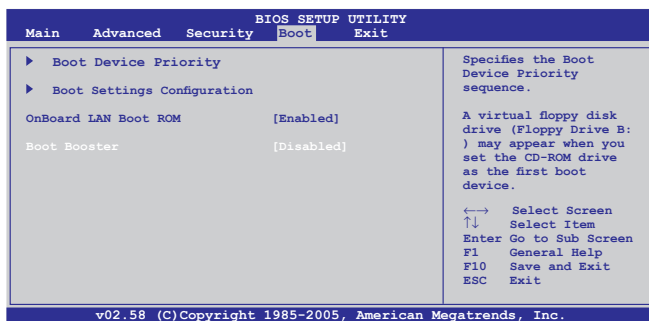 BIOS SETUP UTILITY
Main Advanced Security Boot Exit
Boot Device Priority
Boot Settings Configuration
OnBoard LAN Boot ROM [Enabled]
Boot Booster [Disabled]
Specifies the Boot
Device Priority
sequence.
A virtual floppy disk
drive (Floppy Drive B:
) may appear when you
set the CD-ROM drive
as the first boot
device.
←→ Select Screen
↑↓ Select Item
Enter Go to Sub Screen
F1 General Help
F10 Save and Exit
ESC Exit
v02.58 (C)Copyright 1985-2005, American Megatrends, Inc.